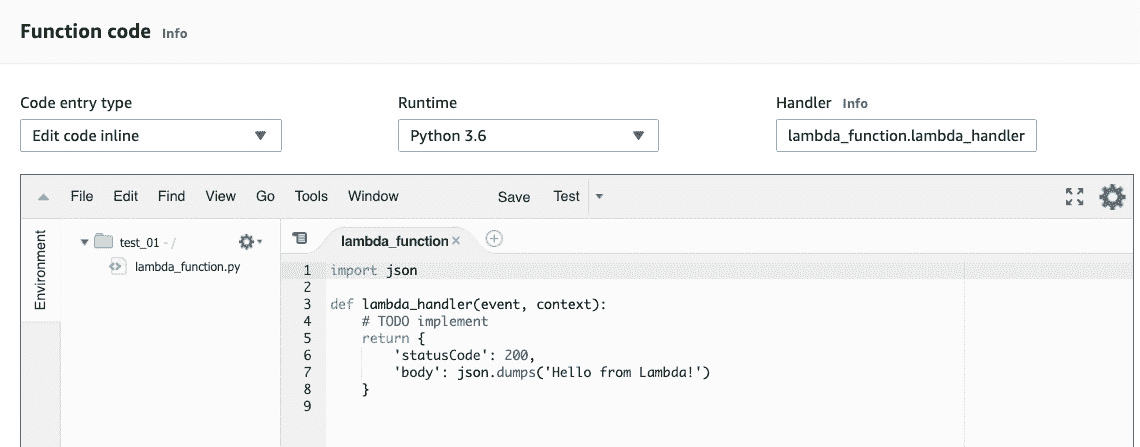 Function code Info
Code entry type Runtime Handler Info
Edit code inline Python 3.6 lambda_function.lambda_handler
File Edit Find View Go Tools Window Save Test
Environment
test_01 - /
lambda_function.py
lambda_function
1 import json
2
3 def lambda_handler(event, context):
4     # TODO implement
5     return {
6         'statusCode': 200,
7         'body': json.dumps('Hello from Lambda!')
8     }
9